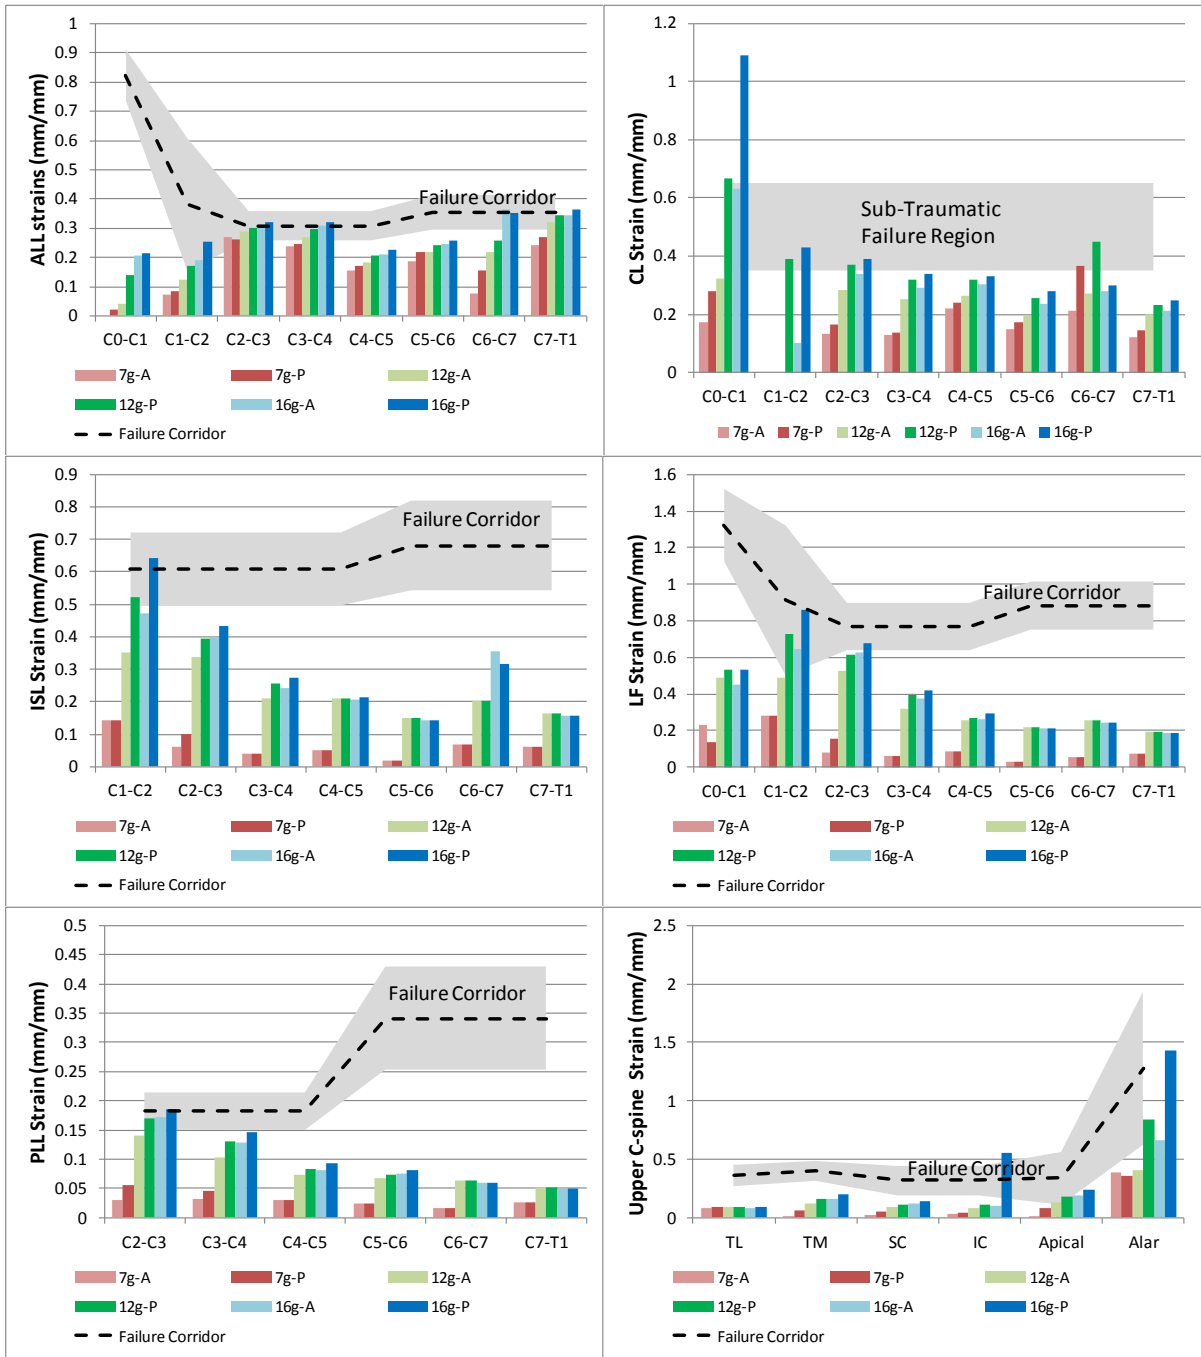 ALL strains (mm/mm)
1
0.9
0.8
0.7
0.6
0.5
0.4
0.3
0.2
0.1
0
Failure Corridor
C0-C1 C1-C2 C2-C3 C3-C4 C4-C5 C5-C6 C6-C7 C7-T1
7g-A 7g-P 12g-A
12g-P 16g-A 16g-P
Failure Corridor
CL Strain (mm/mm)
1.2
1
0.8
0.6
0.4
0.2
0
Sub-Traumatic
Failure Region
C0-C1 C1-C2 C2-C3 C3-C4 C4-C5 C5-C6 C6-C7 C7-T1
7g-A 7g-P 12g-A 12g-P 16g-A 16g-P
ISL Strain (mm/mm)
0.9
0.8
0.7
0.6
0.5
0.4
0.3
0.2
0.1
0
Failure Corridor
C1-C2 C2-C3 C3-C4 C4-C5 C5-C6 C6-C7 C7-T1
7g-A 7g-P 12g-A
12g-P 16g-A 16g-P
Failure Corridor
LF Strain (mm/mm)
1.6
1.4
1.2
1
0.8
0.6
0.4
0.2
0
Failure Corridor
C0-C1 C1-C2 C2-C3 C3-C4 C4-C5 C5-C6 C6-C7 C7-T1
7g-A 7g-P 12g-A
12g-P 16g-A 16g-P
Failure Corridor
PLL Strain (mm/mm)
0.5
0.45
0.4
0.35
0.3
0.25
0.2
0.15
0.1
0.05
0
Failure Corridor
C2-C3 C3-C4 C4-C5 C5-C6 C6-C7 C7-T1
7g-A 7g-P 12g-A
12g-P 16g-A 16g-P
Failure Corridor
Upper C-spine Strain (mm/mm)
2.5
2
1.5
1
0.5
0
Failure Corridor
TL TM SC IC Apical Alar
7g-A 7g-P 12g-A
12g-P 16g-A 16g-P
Failure Corridor